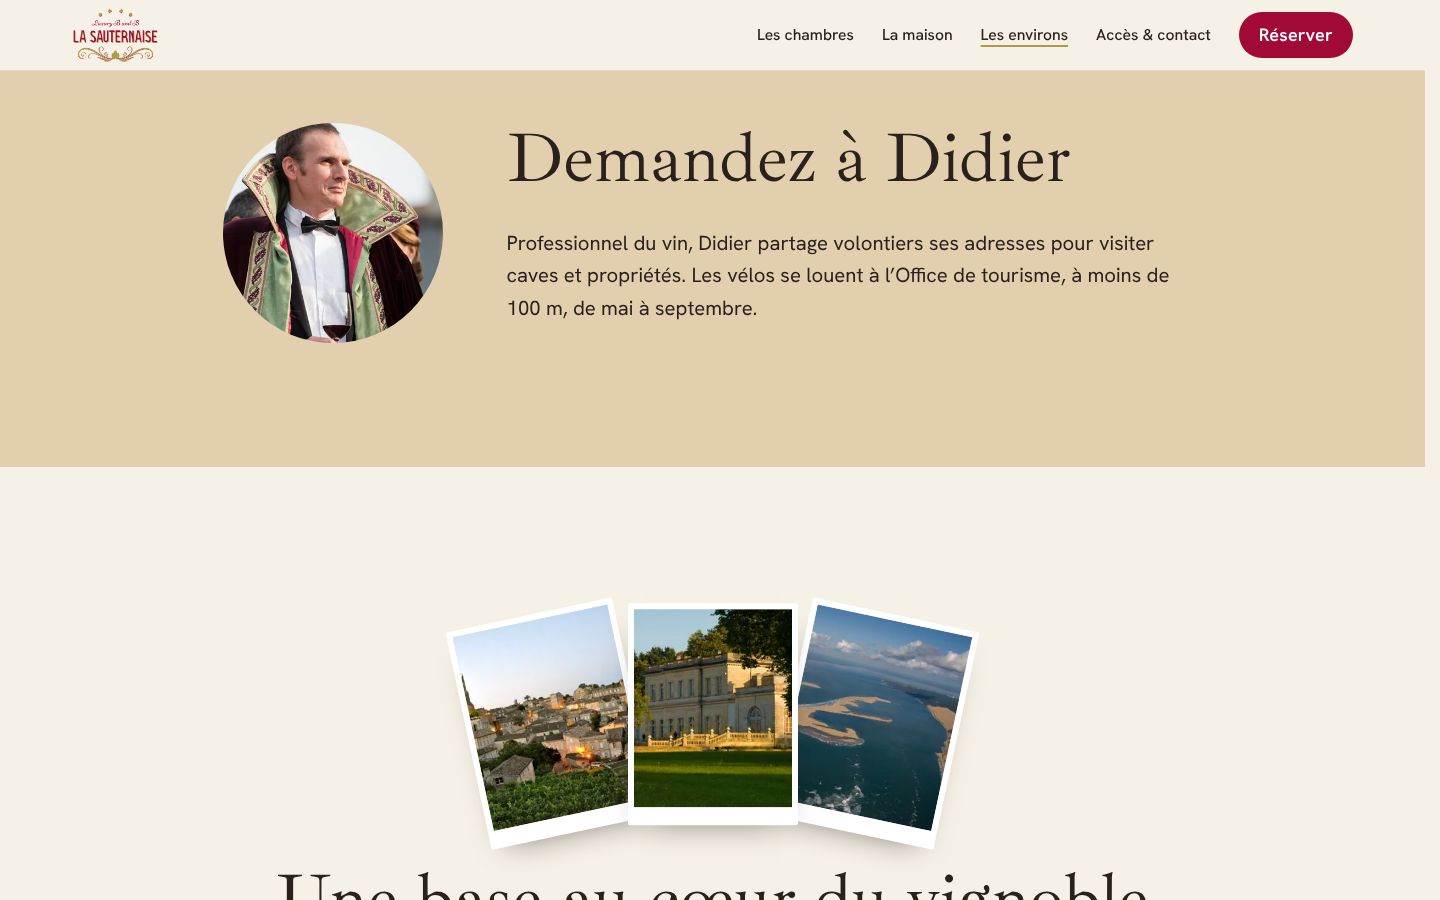 Luxury B and B
LA SAUTERNAISE
Les chambres
La maison
Les environs
Accès & contact
Réserver
Demandez à Didier
Professionnel du vin, Didier partage volontiers ses adresses pour visiter
caves et propriétés. Les vélos se louent à l’Office de tourisme, à moins de
100 m, de mai à septembre.
Une base au cœur du vignoble